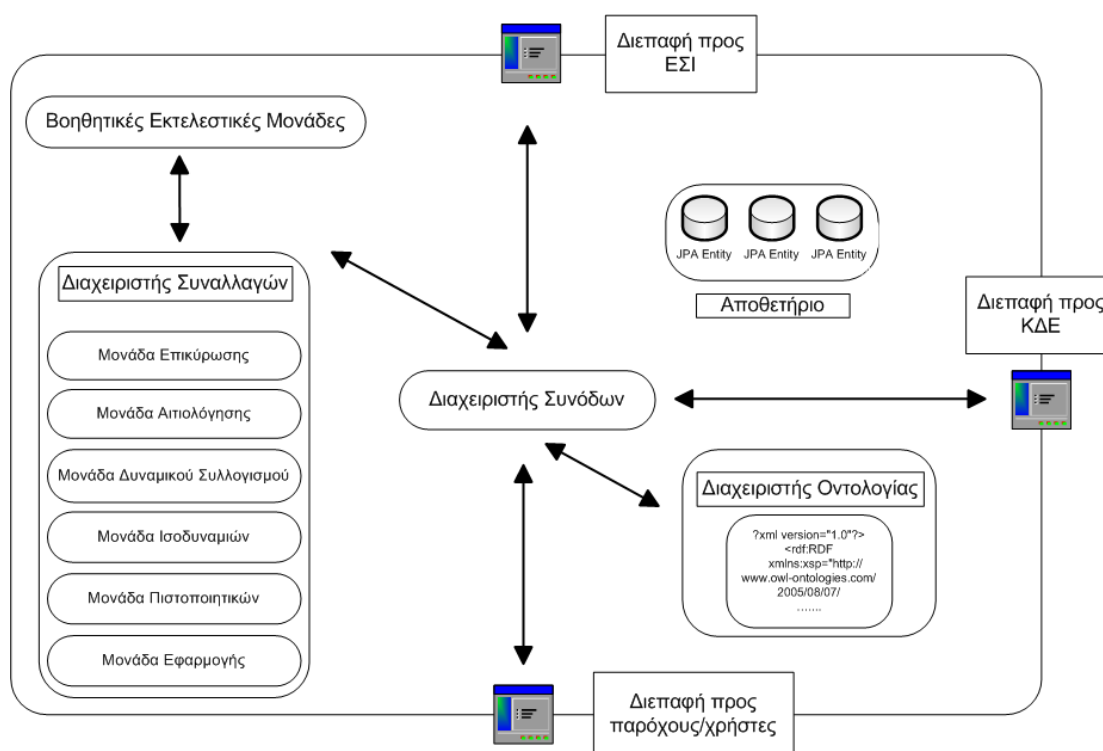 Διεπαφή προς
ΕΣΙ
Βοηθητικές Εκτελεστικές Μονάδες
JPA Entity
JPA Entity
JPA Entity
Αποθετήριο
Διαχειριστής Συναλλαγών
Μονάδα Επικύρωσης
Μονάδα Αιτιολόγησης
Μονάδα Δυναμικού Συλλογισμού
Μονάδα Ισοδυναμιών
Μονάδα Πιστοποιητικών
Μονάδα Εφαρμογής
Διεπαφή προς
ΚΔΕ
Διαχειριστής Συνόδων
Διαχειριστής Οντολογίας
?xml version="1.0"?>
<rdf:RDF
xmlns:xsp="http://
www.owl-ontologies.com/
2005/08/07/
.......
Διεπαφή προς
παρόχους/χρήστες